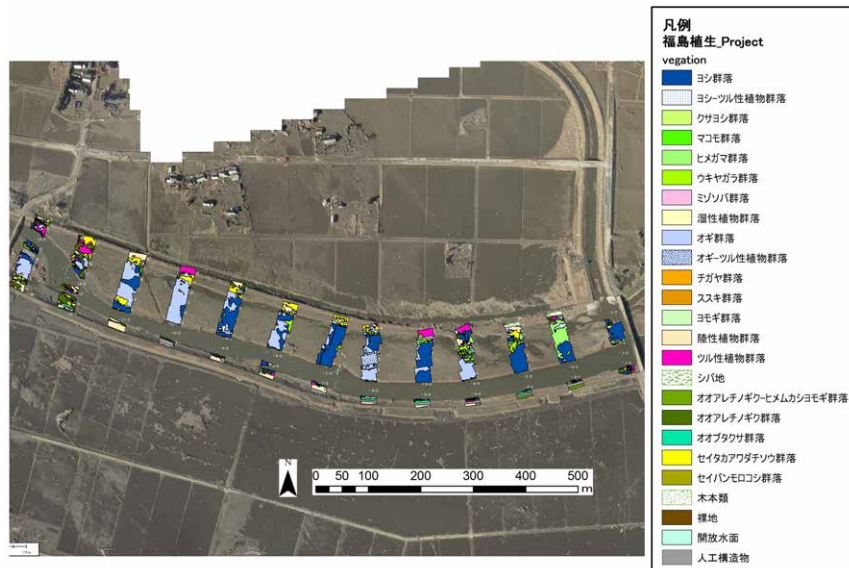 凡例
福島植生_Project
vegation
ヨシ群落
ヨシーツル性植物群落
クサヨシ群落
マコモ群落
ヒメガマ群落
ウキヤガラ群落
ミゾソバ群落
湿性植物群落
オギ群落
オギーツル性植物群落
チガヤ群落
ススキ群落
ヨモギ群落
陸性植物群落
ツル性植物群落
シバ地
オオアレチノギクーヒメムカシヨモギ群落
オオアレチノギク群落
オオブタクサ群落
セイタカアワダチソウ群落
セイバンモロコシ群落
木本類
裸地
開放水面
人工構造物
N
0 50 100 200 300 400 500
m